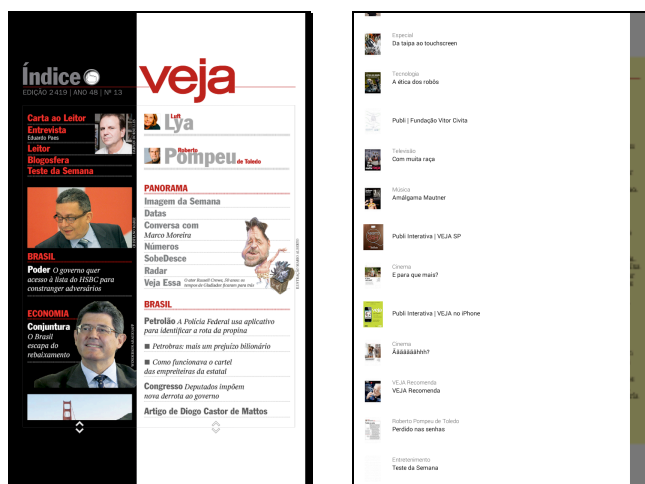 Índice
EDIÇÃO 2419 | ANO 48 | Nº 13
Carta ao Leitor
Entrevista
Eduardo Paes
Leitor
Blogosfera
Teste da Semana
BRASIL
Poder O governo quer
acesso à lista do HSBC para
constranger adversários
ECONOMIA
Conjuntura
O Brasil
escapa do
rebaixamento
veja
Lya
Luft
Roberto
Pompeu de Toledo
PANORAMA
Imagem da Semana
Datas
Conversa com
Marco Moreira
Números
SobeDesce
Radar
Veja Essa
BRASIL
Petrolão A Polícia Federal usa aplicativo
para identificar a rota da propina
Petrobras: mais um prejuízo bilionário
Como funcionava o cartel
das empreiteiras da estatal
Congresso Deputados impõem
nova derrota ao governo
Artigo de Diogo Castor de Mattos
Especial
Da taipa ao touchscreen
Tecnologia
A ética dos robôs
Publi | Fundação Vitor Civita
Televisão
Com muita raça
Música
Amálgama Mautner
Publi Interativa | VEJA SP
Cinema
E para que mais?
Publi Interativa | VEJA no iPhone
Cinema
Ãããããããhhh?
VEJA Recomenda
VEJA Recomenda
Roberto Pompeu de Toledo
Perdido nas senhas
Entretenimento
Teste da Semana